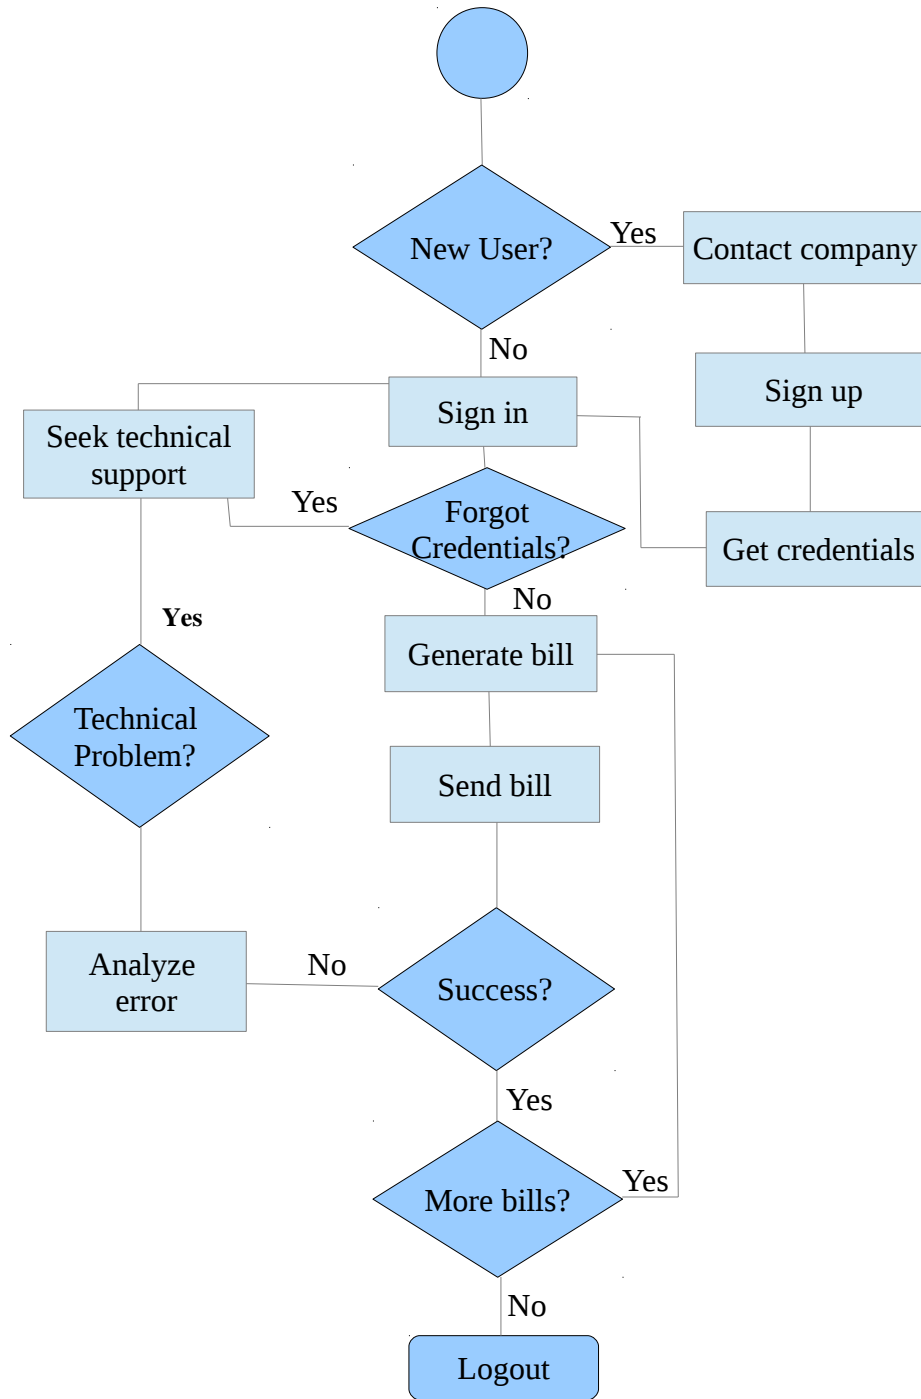 New User?
Yes
Contact company
No
Sign in
Sign up
Seek technical
support
Yes
Forgot
Credentials?
Get credentials
No
Yes
Generate bill
Technical
Problem?
Send bill
Analyze
error
No
Success?
Yes
More bills?
Yes
No
Logout